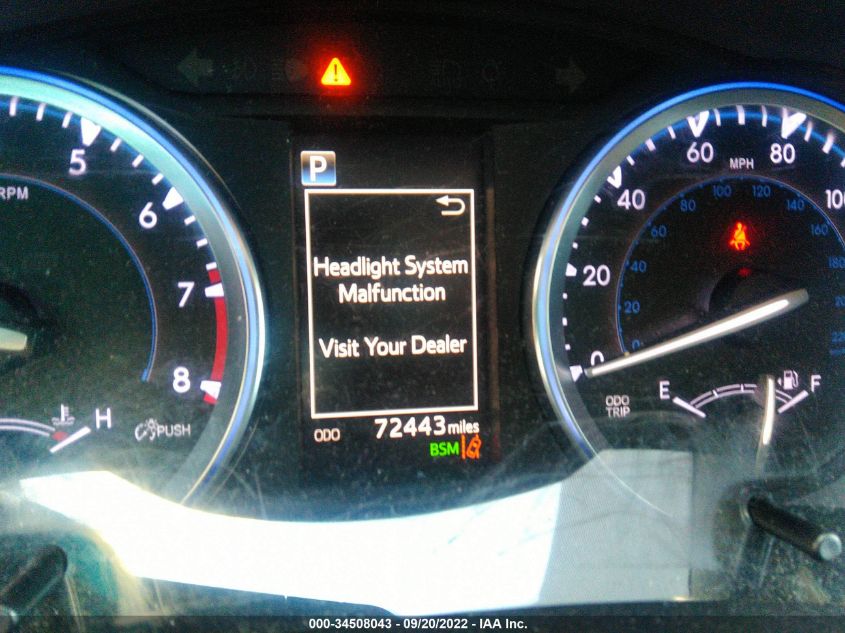 P
5
6
7
8
RPM
H
PUSH
Headlight System
Malfunction
Visit Your Dealer
ODO 72443 miles
BSM
0
20
40
60
80
100
MPH
0
20
40
60
80
100
120
140
160
180
ODO
TRIP
E
F
000-34508043 - 09/20/2022 - IAA Inc.